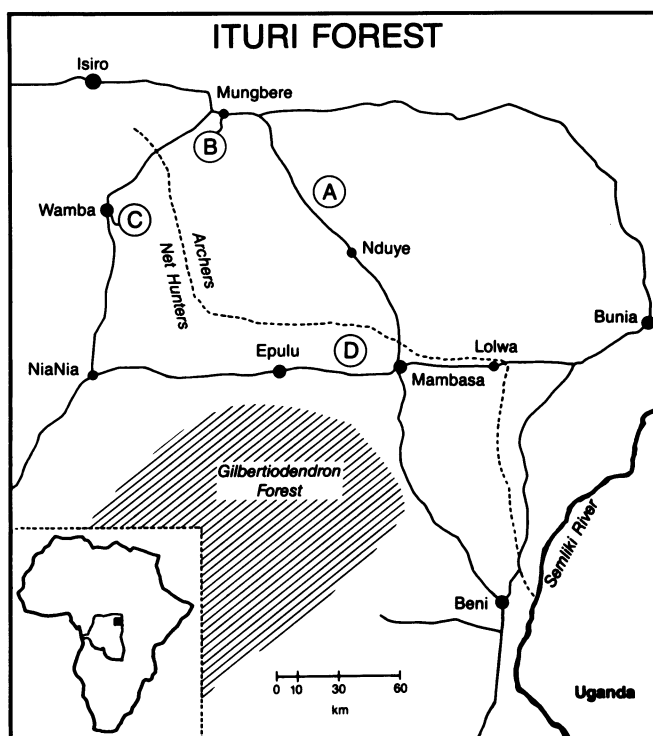 ITURI FOREST
Isiro
Mungbere
B
A
Wamba
C
Archers
Net Hunters
Nduye
Bunia
D
Lolwa
Epulu
NiaNia
Mambasa
Gilbertiodendron
Forest
Semliki River
Beni
0 10 30 60
km
Uganda